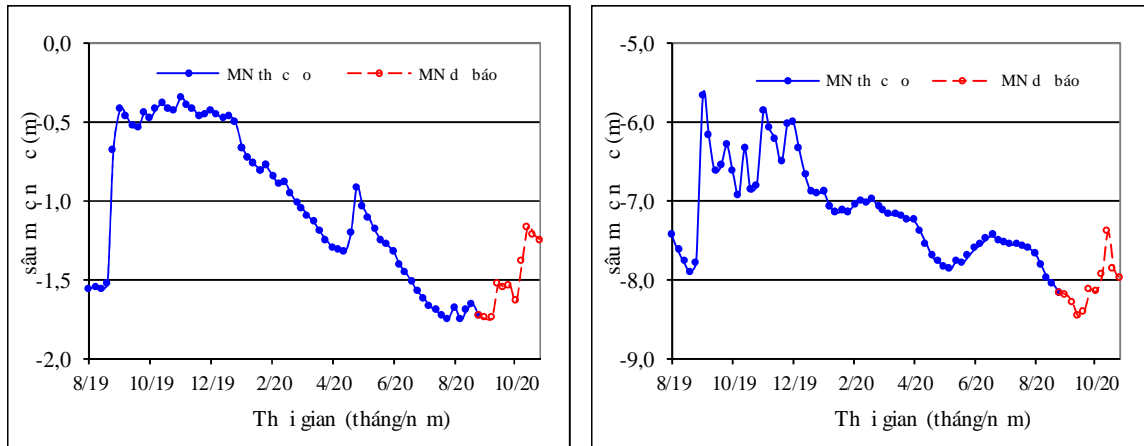 0,0
-0,5
-1,0
-1,5
-2,0
sâu m c n c (m)
MN th c o
MN d báo
8/19 10/19 12/19 2/20 4/20 6/20 8/20 10/20
Th i gian (tháng/n m)
-5,0
-6,0
-7,0
-8,0
-9,0
sâu m c n c (m)
MN th c o
MN d báo
8/19 10/19 12/19 2/20 4/20 6/20 8/20 10/20
Th i gian (tháng/n m)